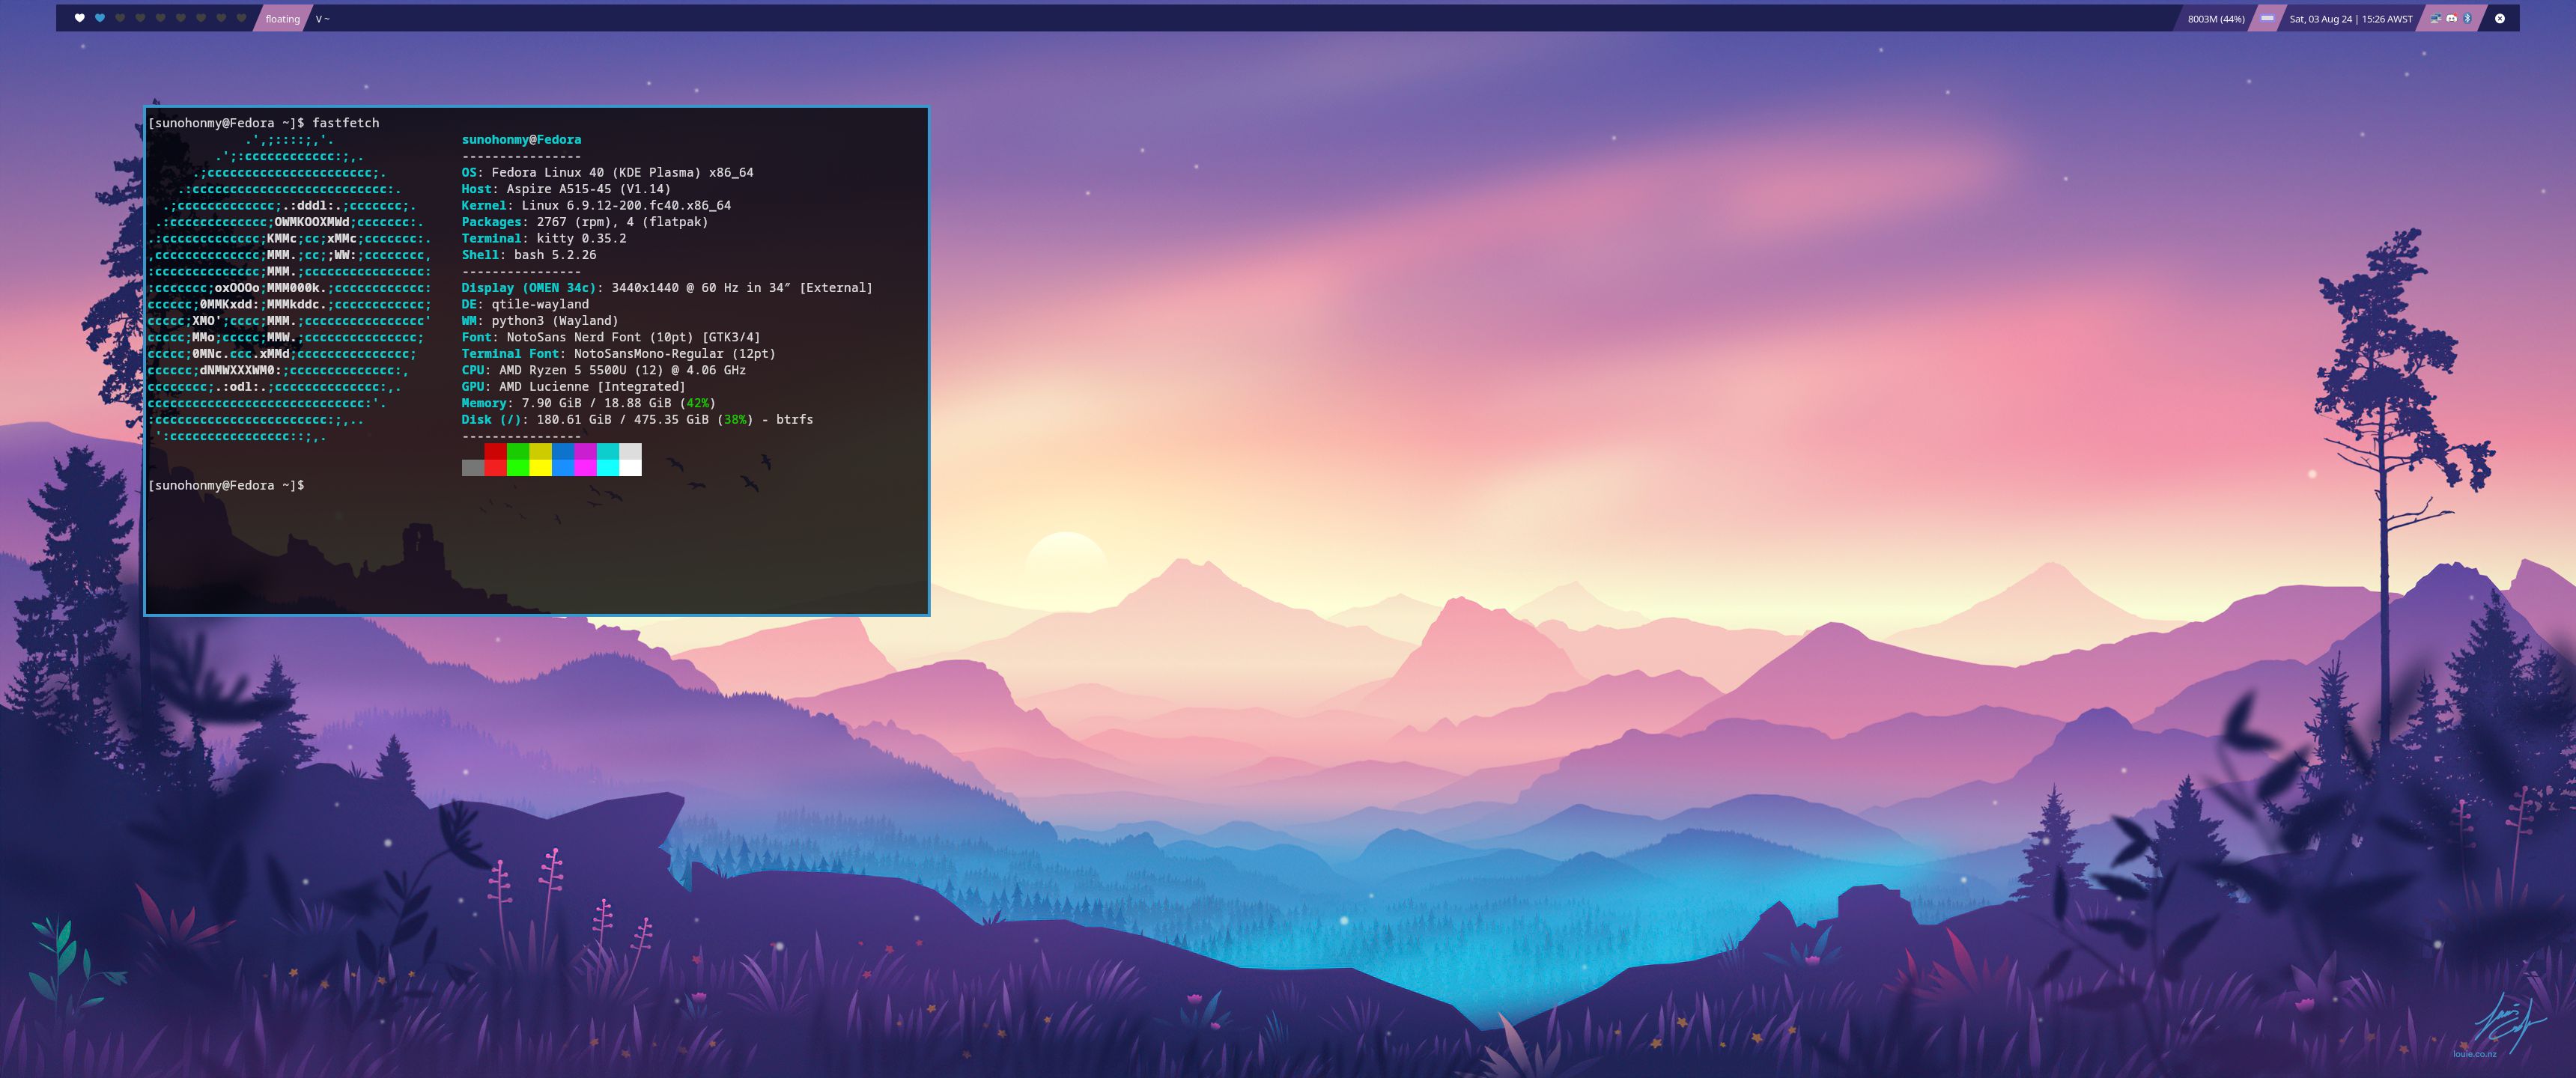 floating
V ~
8003M (44%)
Sat, 03 Aug 24 | 15:26 AWST
[sunohonmy@Fedora ~]$ fastfetch
.',;::::;,'.
.';:cccccccccccc:;,.
.;cccccccccccccccccccccc;.
.:cccccccccccccccccccccccccc:.
.;ccccccccccccc;.:dddl:.;ccccccc;.
.:ccccccccccccc;OWMKOOXMWd;ccccccc:.
.:ccccccccccccc;KMMc;cc;xMMc;ccccccc:.
,cccccccccccccc;MMM.;cc;;WW:;cccccccc,
:cccccccccccccc;MMM.;cccccccccccccccc:
:ccccccc;oxOOOo;MMM000k.;cccccccccccc:
cccccc;0MMKxdd:;MMMkddc.;cccccccccccc;
ccccc;XMO';cccc;MMM.;cccccccccccccccc'
ccccc;MMo;ccccc;MMW.;ccccccccccccccc;
ccccc;0MNc.ccc.xMMd;ccccccccccccccc;
cccccc;dNMWXXXWM0:;cccccccccccccc:,
cccccccc;.:odl:.;cccccccccccccc:,.
ccccccccccccccccccccccccccccc:'.
:ccccccccccccccccccccccc:;,..
':cccccccccccccccc::;,.
sunohonmy@Fedora
----------------
OS: Fedora Linux 40 (KDE Plasma) x86_64
Host: Aspire A515-45 (V1.14)
Kernel: Linux 6.9.12-200.fc40.x86_64
Packages: 2767 (rpm), 4 (flatpak)
Terminal: kitty 0.35.2
Shell: bash 5.2.26
----------------
Display (OMEN 34c): 3440x1440 @ 60 Hz in 34″ [External]
DE: qtile-wayland
WM: python3 (Wayland)
Font: NotoSans Nerd Font (10pt) [GTK3/4]
Terminal Font: NotoSansMono-Regular (12pt)
CPU: AMD Ryzen 5 5500U (12) @ 4.06 GHz
GPU: AMD Lucienne [Integrated]
Memory: 7.90 GiB / 18.88 GiB (42%)
Disk (/): 180.61 GiB / 475.35 GiB (38%) - btrfs
----------------
[sunohonmy@Fedora ~]$
louie.co.nz